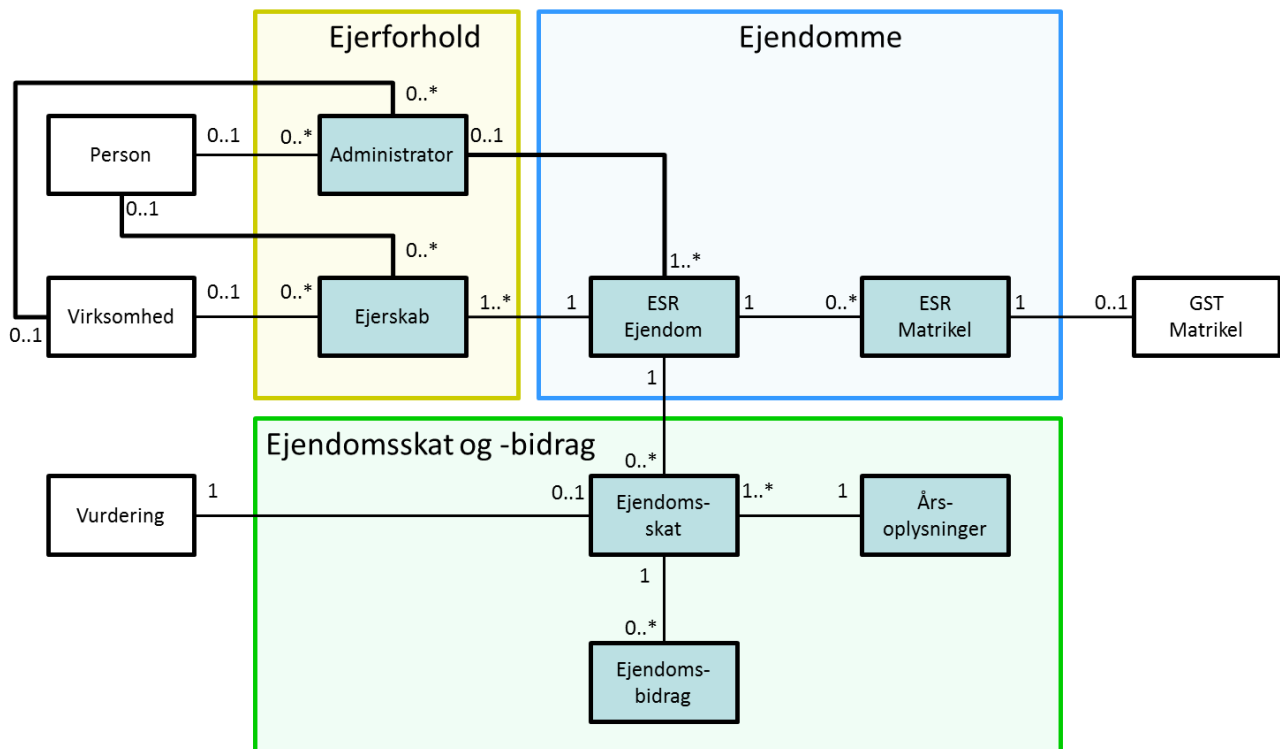 Ejerforhold
Ejendomme
0..*
0..1
0..*
0..1
Person
Administrator
0..1
0..*
1..*
0..1
0..*
1..*
1
1
0..*
1
0..1
Virksomhed
Ejerskab
ESR
Ejendom
ESR
Matrikel
GST
Matrikel
0..1
1
Ejendomsskat og -bidrag
0..*
1
0..1
1..*
1
Vurdering
Ejendoms-
skat
Års-
oplysninger
1
0..*
Ejendoms-
bidrag